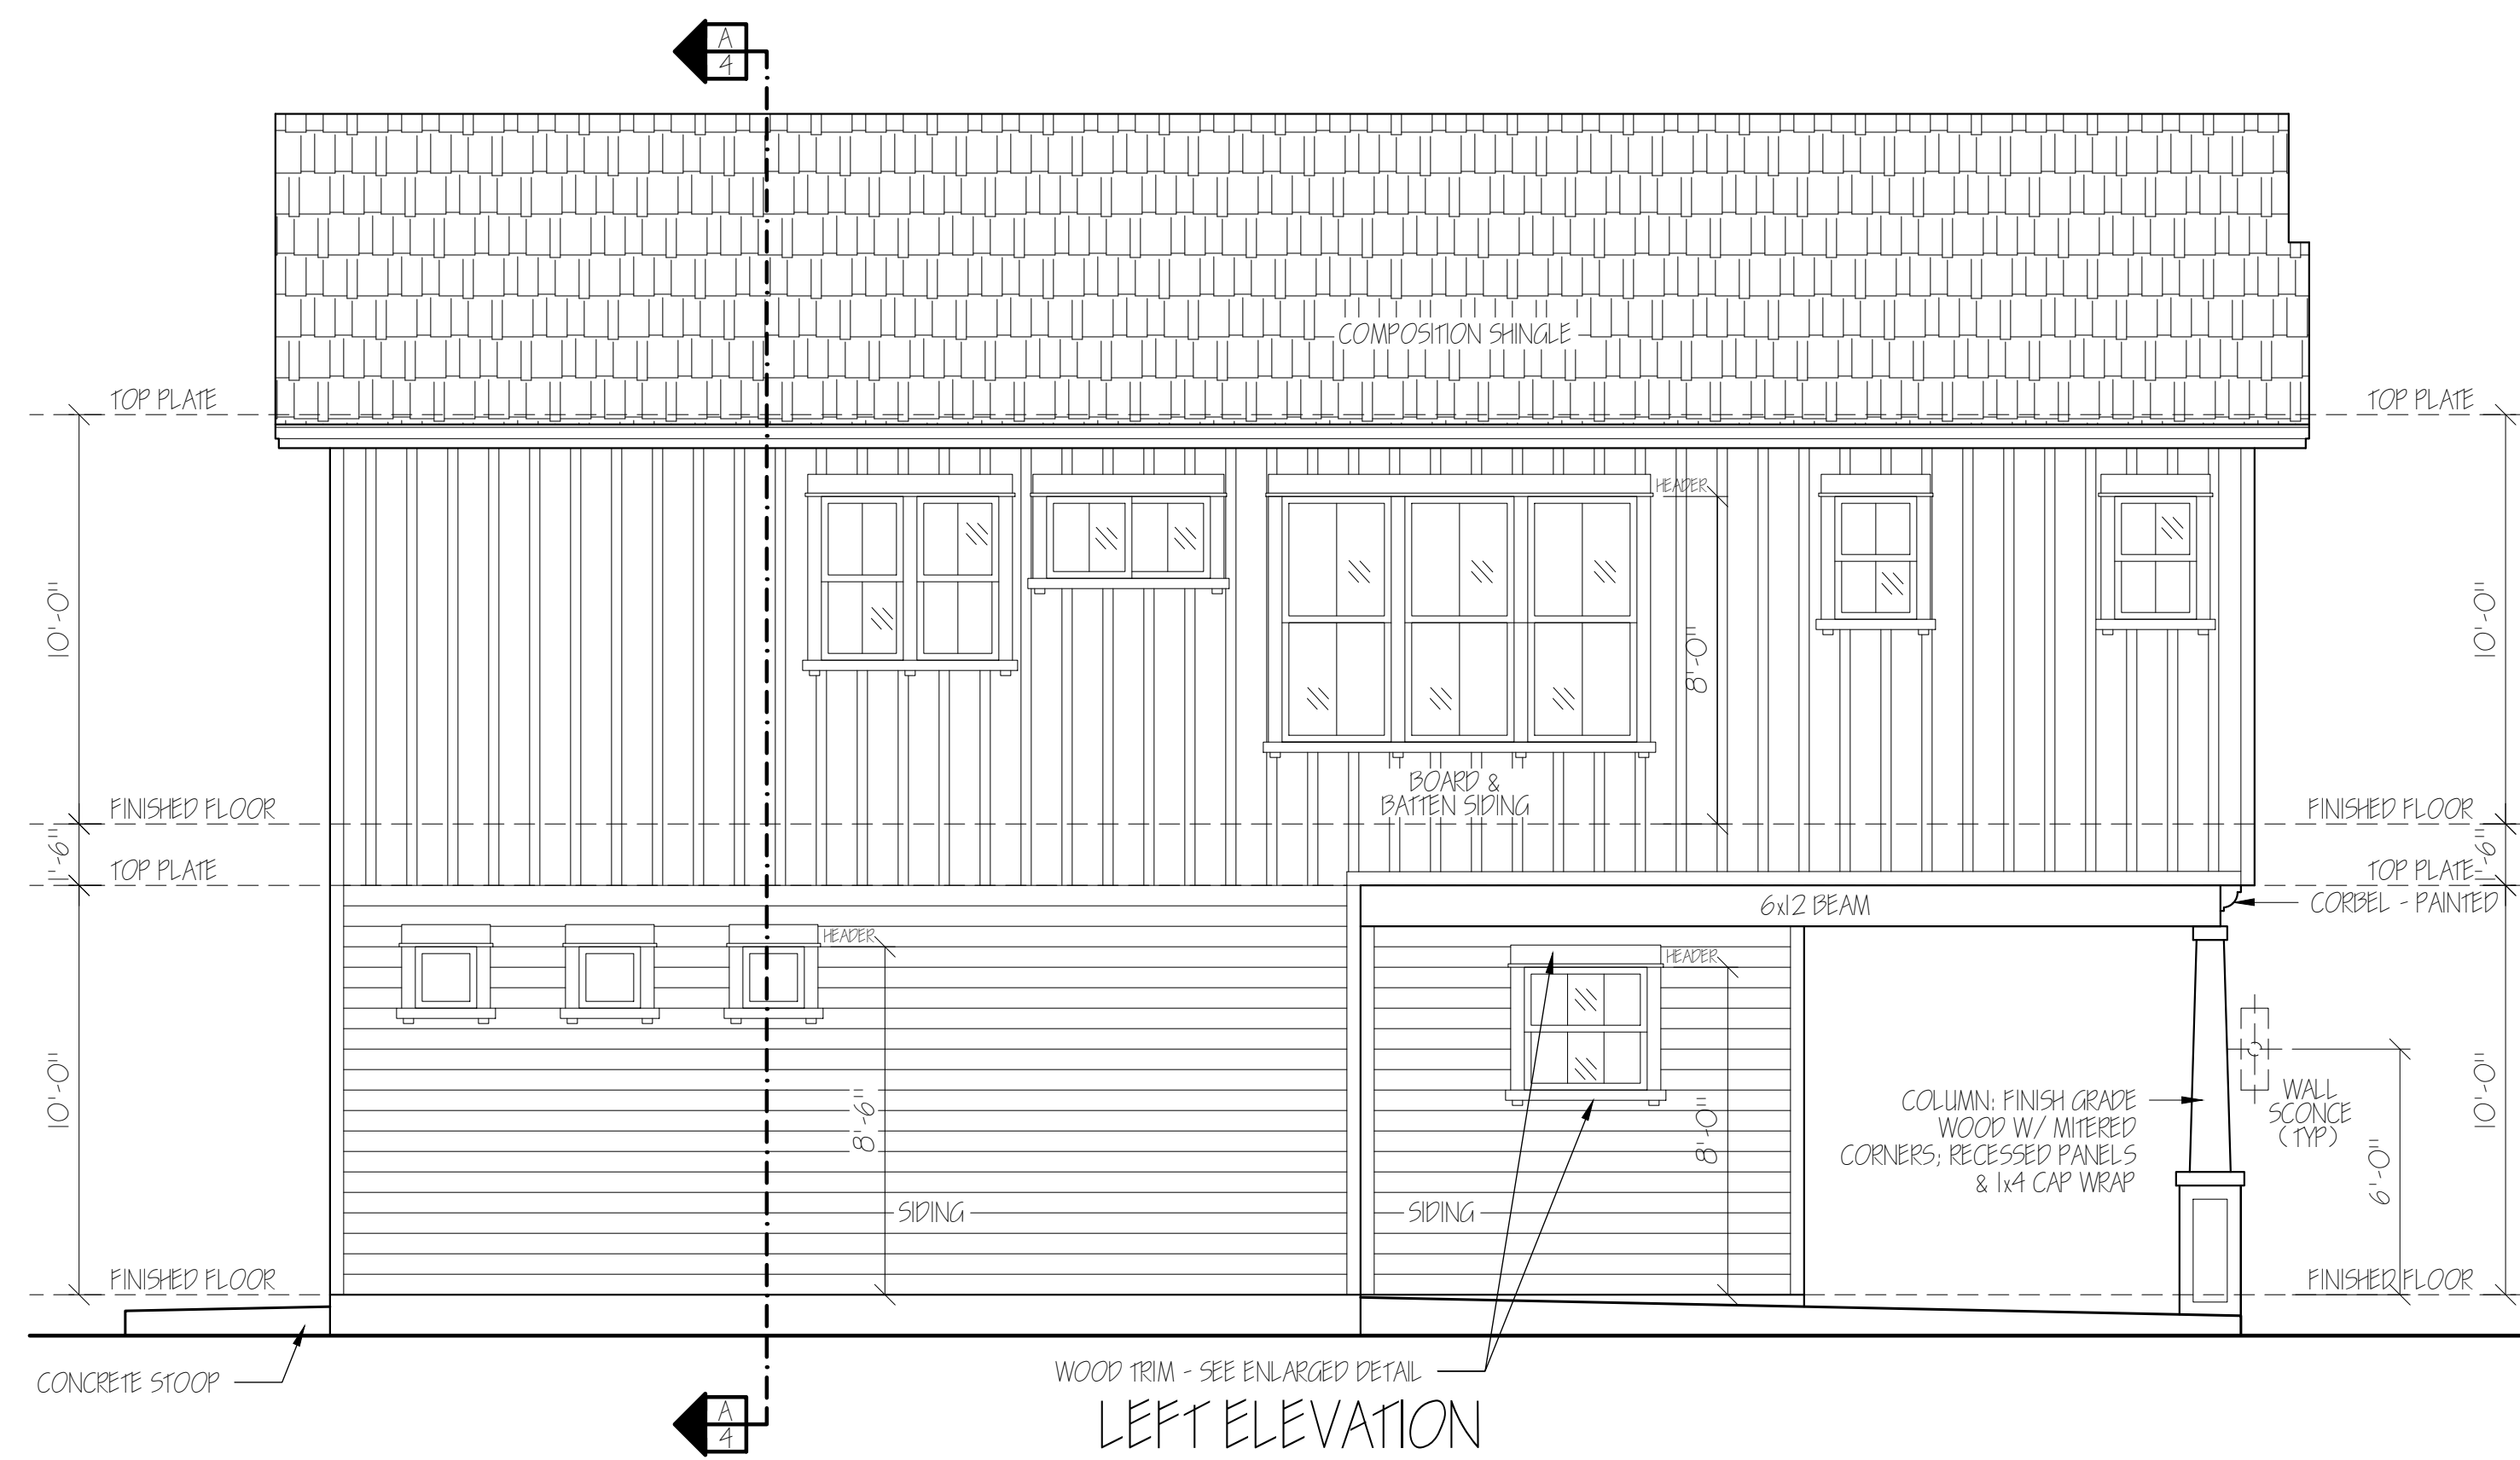 A
4
COMPOSITION SHINGLE
TOP PLATE
TOP PLATE
HEADER
10'-0"
10'-0"
8'-0"
BOARD &
BATTEN SIDING
FINISHED FLOOR
FINISHED FLOOR
1'-6"
1'-6"
TOP PLATE
TOP PLATE
6x12 BEAM
CORBEL - PAINTED
HEADER
HEADER
10'-0"
8'-6"
8'-0"
COLUMN: FINISH GRADE
WOOD W/ MITERED
CORNERS; RECESSED PANELS
& 1x4 CAP WRAP
WALL
SCONCE
(TYP)
6'-0"
10'-0"
SIDING
SIDING
FINISHED FLOOR
FINISHED FLOOR
CONCRETE STOOP
WOOD TRIM - SEE ENLARGED DETAIL
A
4
LEFT ELEVATION